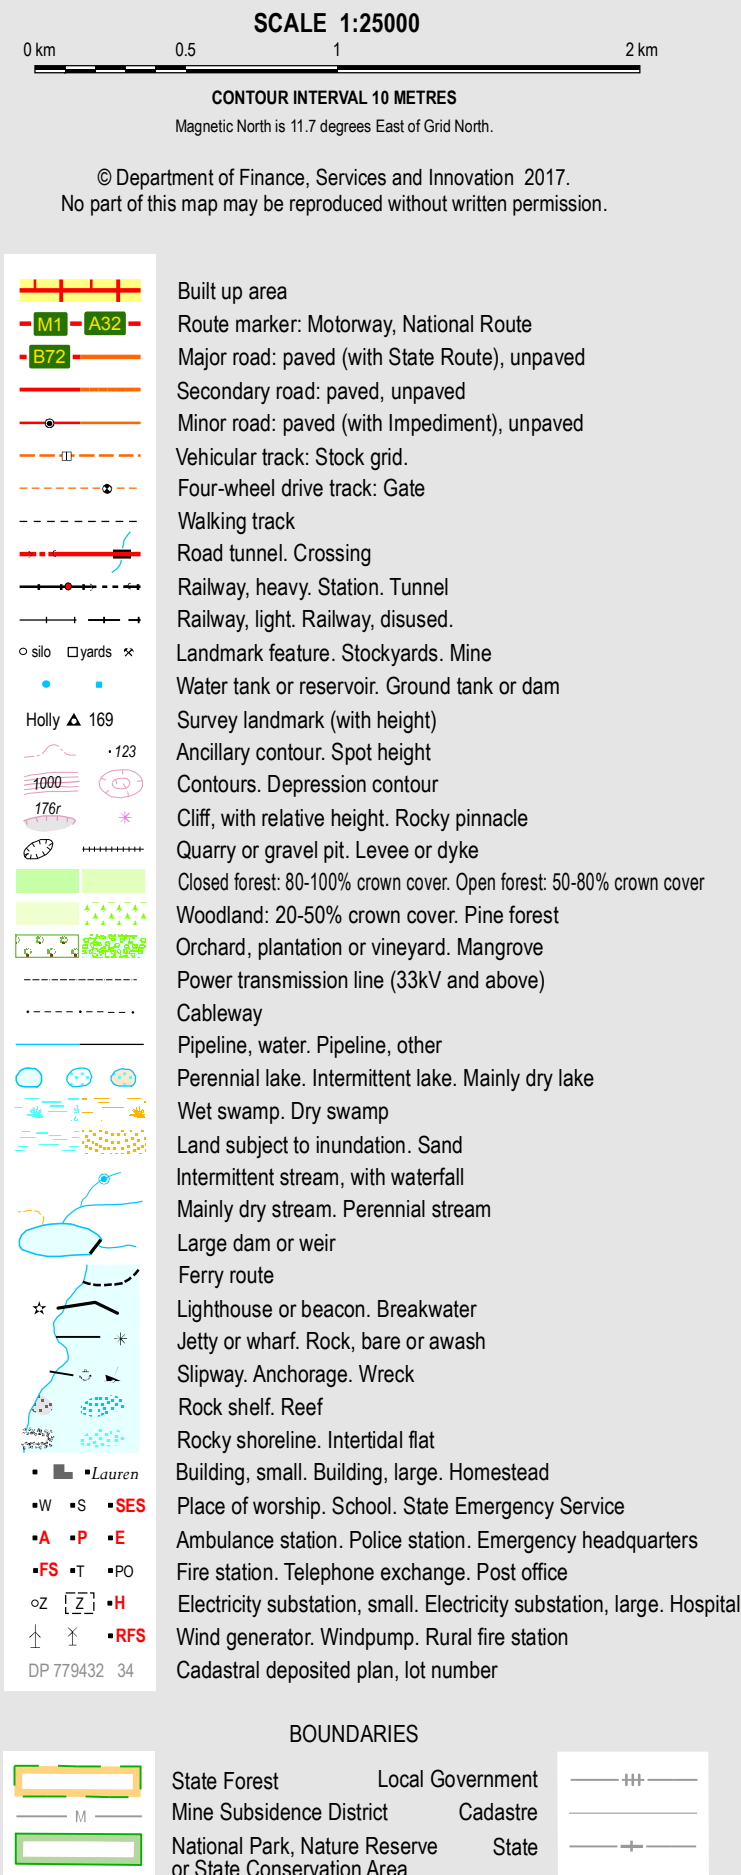 SCALE 1:25000
0 km 0.5 1 2 km
CONTOUR INTERVAL 10 METRES
Magnetic North is 11.7 degrees East of Grid North.
© Department of Finance, Services and Innovation 2017.
No part of this map may be reproduced without written permission.
Built up area
M1 A32 Route marker: Motorway, National Route
B72 Major road: paved (with State Route), unpaved
Secondary road: paved, unpaved
Minor road: paved (with Impediment), unpaved
Vehicular track: Stock grid.
Four-wheel drive track: Gate
Walking track
Road tunnel. Crossing
Railway, heavy. Station. Tunnel
Railway, light. Railway, disused.
silo yards Landmark feature. Stockyards. Mine
Water tank or reservoir. Ground tank or dam
Holly 169 Survey landmark (with height)
123 Ancillary contour. Spot height
1000 Contours. Depression contour
176r Cliff, with relative height. Rocky pinnacle
Quarry or gravel pit. Levee or dyke
Closed forest: 80-100% crown cover. Open forest: 50-80% crown cover
Woodland: 20-50% crown cover. Pine forest
Orchard, plantation or vineyard. Mangrove
Power transmission line (33kV and above)
Cableway
Pipeline, water. Pipeline, other
Perennial lake. Intermittent lake. Mainly dry lake
Wet swamp. Dry swamp
Land subject to inundation. Sand
Intermittent stream, with waterfall
Mainly dry stream. Perennial stream
Large dam or weir
Ferry route
Lighthouse or beacon. Breakwater
Jetty or wharf. Rock, bare or awash
Slipway. Anchorage. Wreck
Rock shelf. Reef
Rocky shoreline. Intertidal flat
Lauren Building, small. Building, large. Homestead
W S SES Place of worship. School. State Emergency Service
A P E Ambulance station. Police station. Emergency headquarters
FS T PO Fire station. Telephone exchange. Post office
Z Z H Electricity substation, small. Electricity substation, large. Hospital
RFS Wind generator. Windpump. Rural fire station
DP 779432 34 Cadastral deposited plan, lot number
BOUNDARIES
State Forest Local Government
M Mine Subsidence District Cadastre
National Park, Nature Reserve State
or State Conservation Area